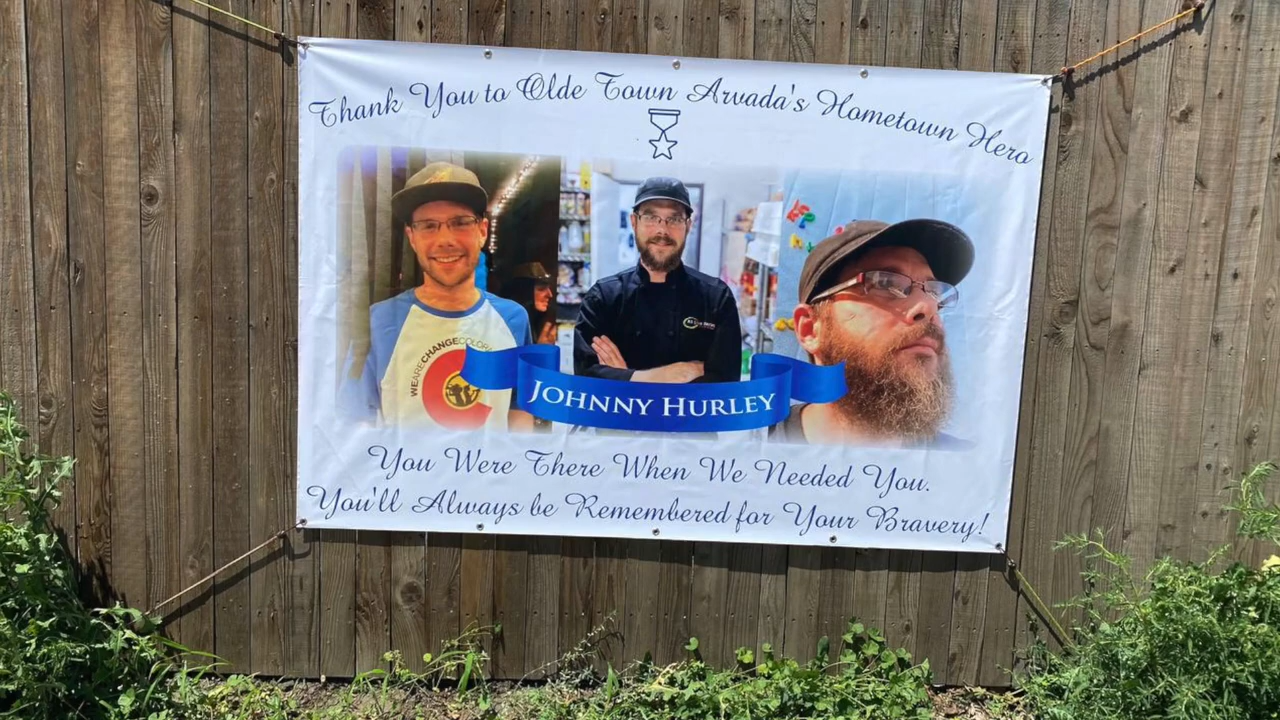 Thank You to Olde Town Arvada's Hometown Hero
WEARECHANGECOLORA
JOHNNY HURLEY
You Were There When We Needed You.
You'll Always be Remembered for Your Bravery!